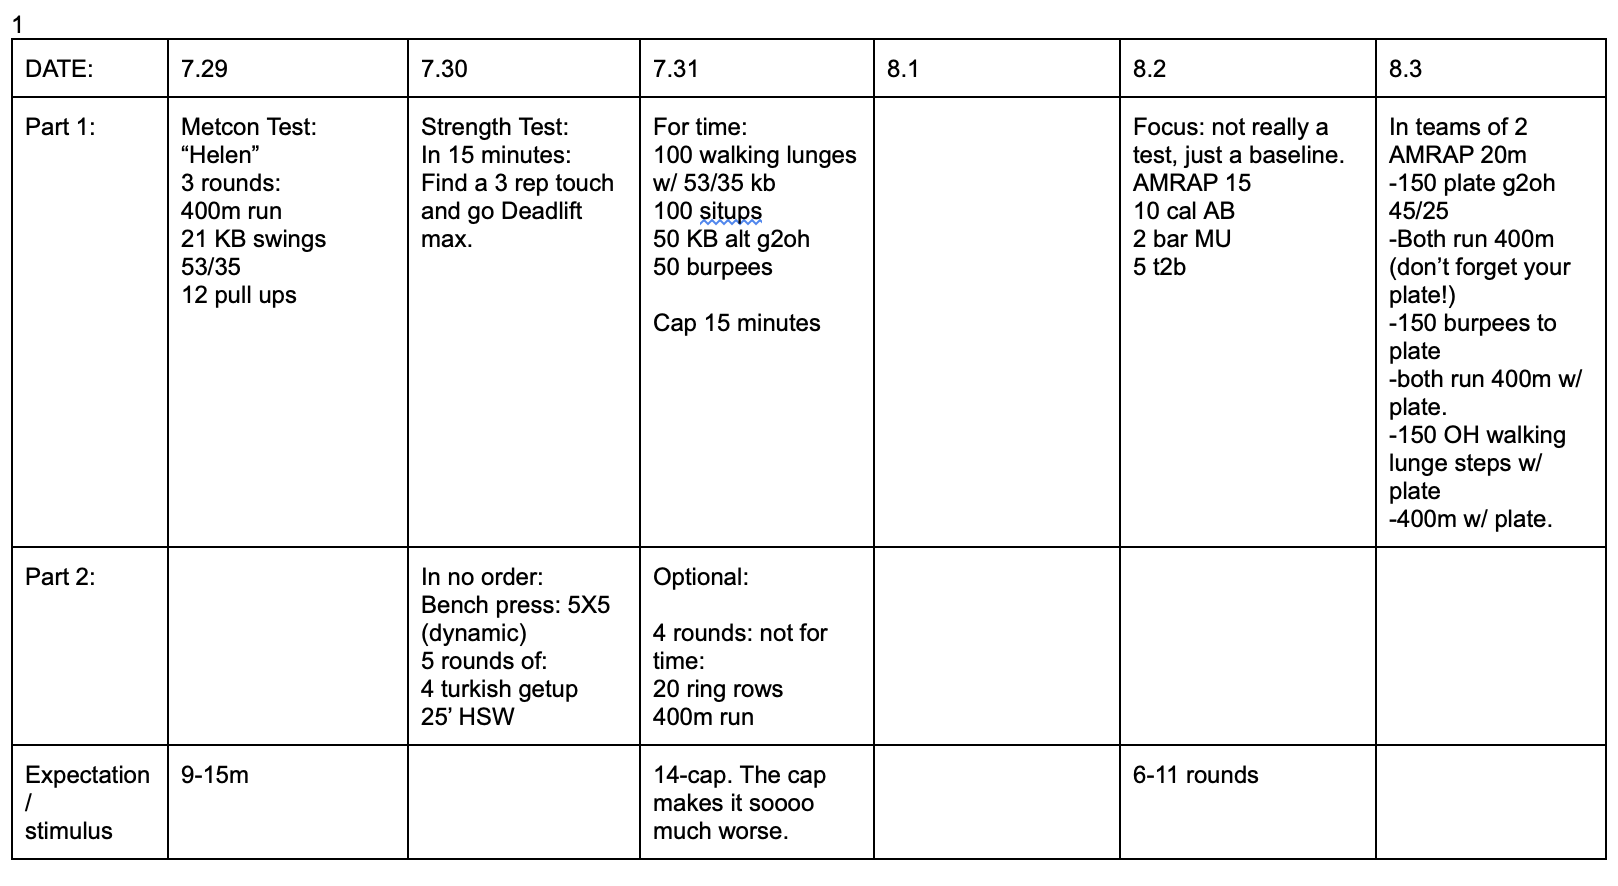 1
DATE:
7.29
7.30
7.31
8.1
8.2
8.3
Part 1:
Metcon Test:
“Helen”
3 rounds:
400m run
21 KB swings
53/35
12 pull ups
Strength Test:
In 15 minutes:
Find a 3 rep touch
and go Deadlift
max.
For time:
100 walking lunges
w/ 53/35 kb
100 situps
50 KB alt g2oh
50 burpees
Cap 15 minutes
Focus: not really a
test, just a baseline.
AMRAP 15
10 cal AB
2 bar MU
5 t2b
In teams of 2
AMRAP 20m
-150 plate g2oh
45/25
-Both run 400m
(don’t forget your
plate!)
-150 burpees to
plate
-both run 400m w/
plate.
-150 OH walking
lunge steps w/
plate
-400m w/ plate.
Part 2:
In no order:
Bench press: 5X5
(dynamic)
5 rounds of:
4 turkish getup
25’ HSW
Optional:
4 rounds: not for
time:
20 ring rows
400m run
Expectation
/
stimulus
9-15m
14-cap. The cap
makes it soooo
much worse.
6-11 rounds